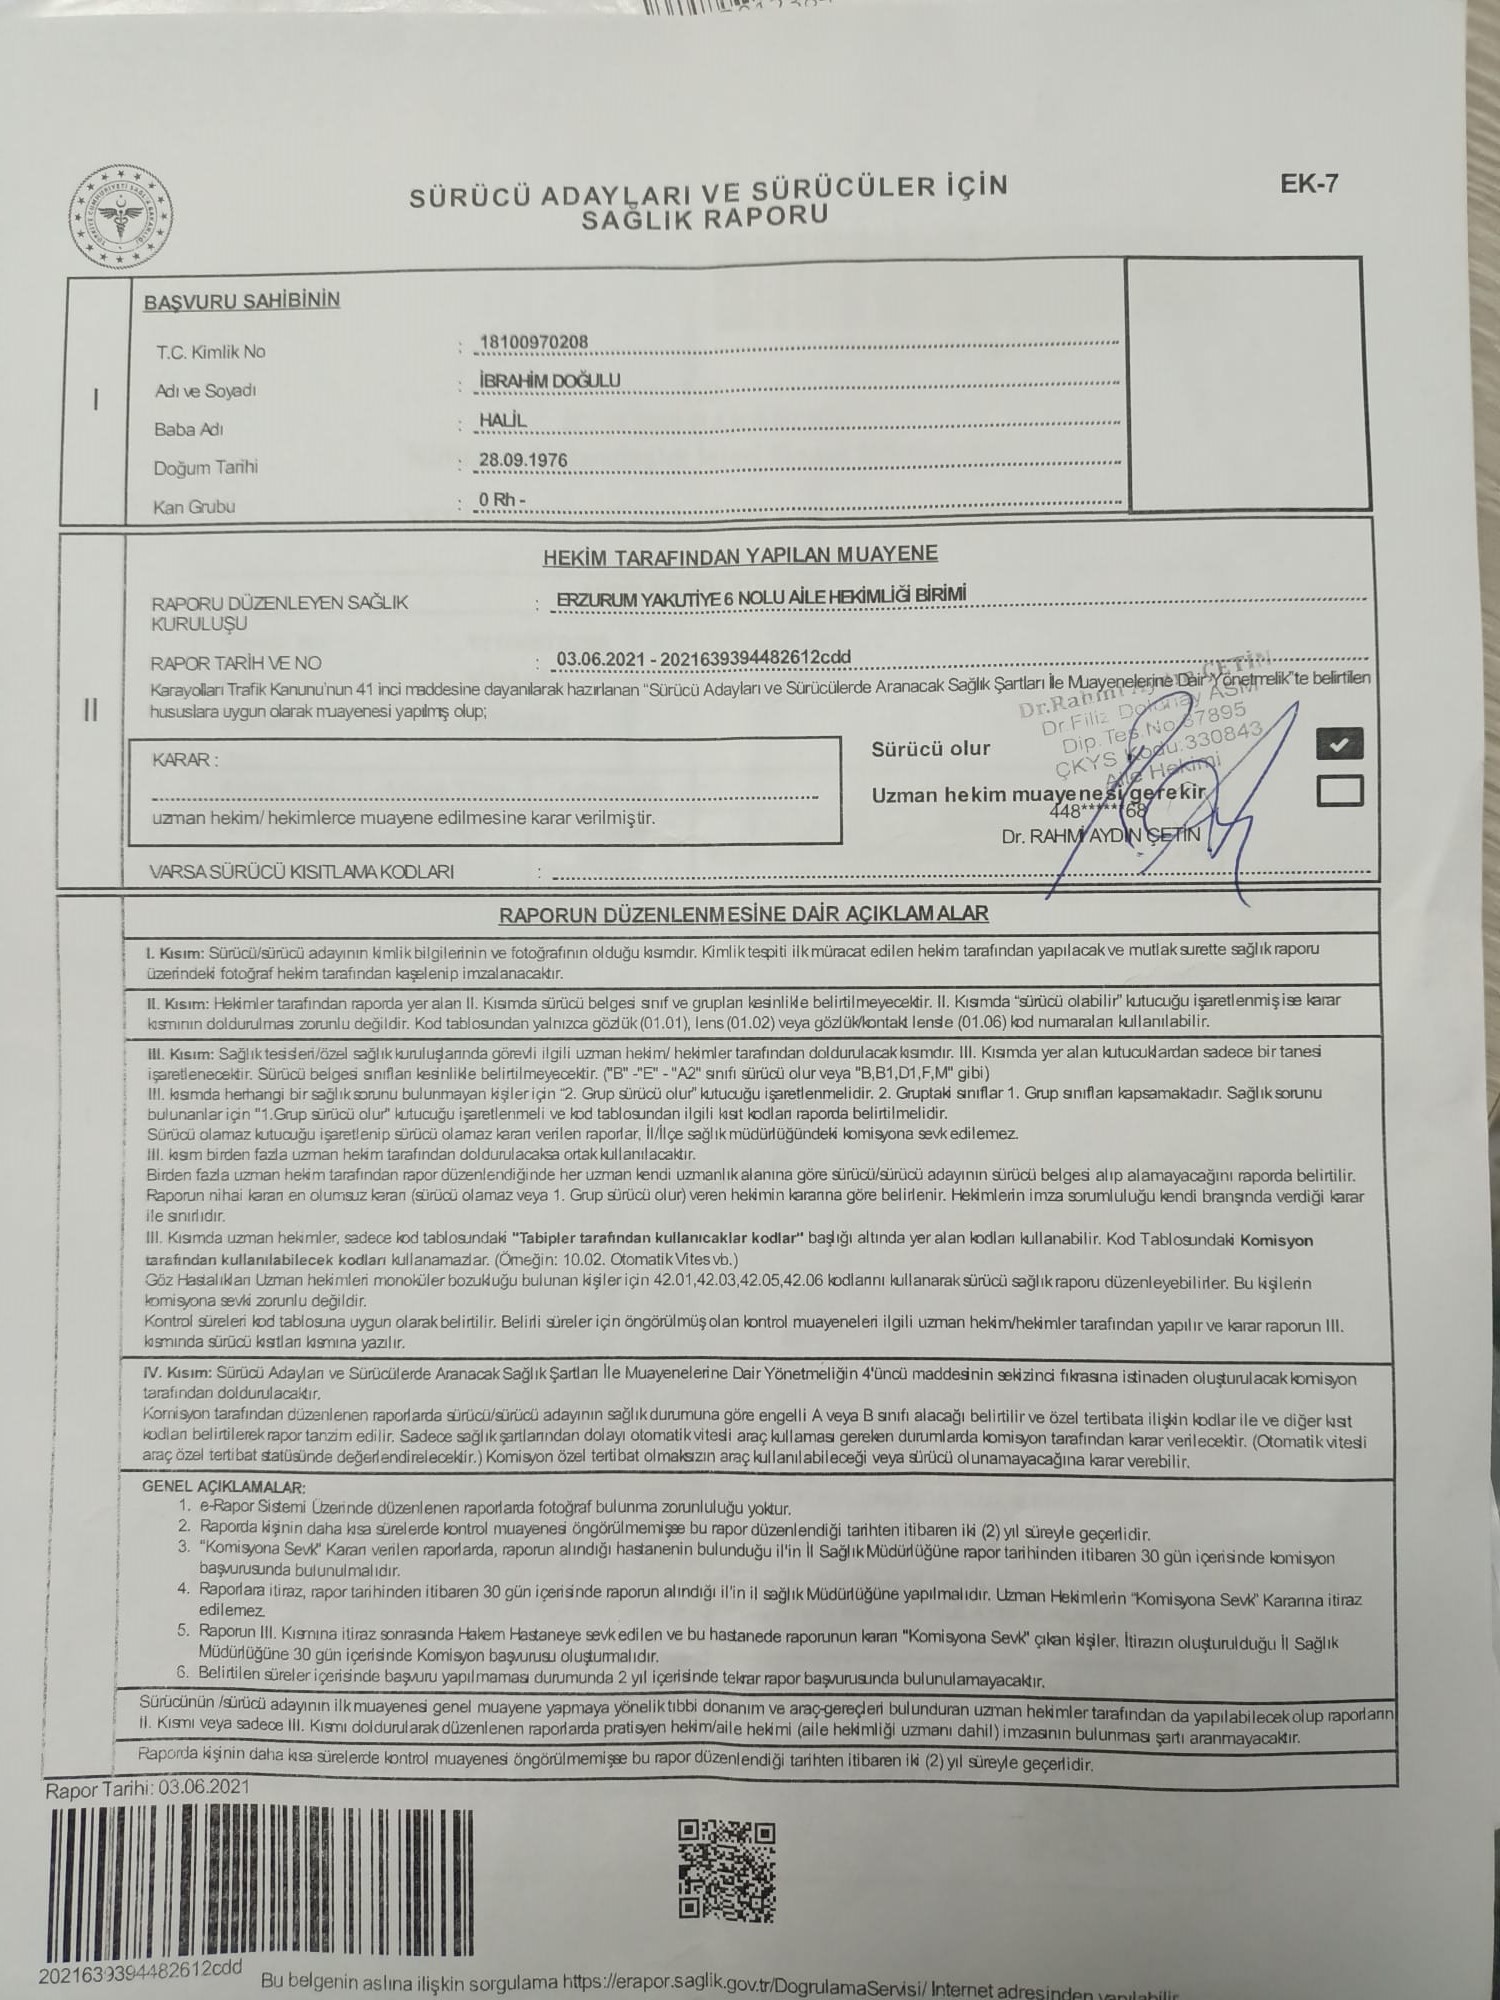 SÜRÜCÜ ADAYLARI VE SÜRÜCÜLER İÇİN
SAĞLIK RAPORU
EK-7
I
BAŞVURU SAHİBİNİN
T.C. Kimlik No : 18100970208
Adı ve Soyadı : İBRAHİM DOĞULU
Baba Adı : HALİL
Doğum Tarihi : 28.09.1976
Kan Grubu : 0 Rh -
II
HEKİM TARAFINDAN YAPILAN MUAYENE
RAPORU DÜZENLEYEN SAĞLIK : ERZURUM YAKUTİYE 6 NOLU AİLE HEKİMLİĞİ BİRİMİ
KURULUŞU
RAPOR TARİH VE NO : 03.06.2021 - 2021639394482612cdd
Karayolları Trafik Kanunu'nun 41 inci maddesine dayanılarak hazırlanan "Sürücü Adayları ve Sürücülerde Aranacak Sağlık Şartları İle Muayenelerine Dair Yönetmelik"te belirtilen
hususlara uygun olarak muayenesi yapılmış olup;
Dr.Rahmi Aydın ÇETİN
Dr.Filiz Dolunay ASM
Dip.Tes.No:87895
ÇKYS Kodu:330843
Aile Hekimi
KARAR :
uzman hekim/ hekimlerce muayene edilmesine karar verilmiştir.
Sürücü olur
Uzman hekim muayenesi gerekir
448******68
Dr. RAHMİ AYDIN ÇETİN
VARSA SÜRÜCÜ KISITLAMA KODLARI :
RAPORUN DÜZENLENMESİNE DAİR AÇIKLAMALAR
I. Kısım: Sürücü/sürücü adayının kimlik bilgilerinin ve fotoğrafının olduğu kısımdır. Kimlik tespiti ilk müracat edilen hekim tarafından yapılacak ve mutlak surette sağlık raporu
üzerindeki fotoğraf hekim tarafından kaşelenip imzalanacaktır.
II. Kısım: Hekimler tarafından raporda yer alan II. Kısımda sürücü belgesi sınıf ve grupları kesinlikle belirtilmeyecektir. II. Kısımda "sürücü olabilir" kutucuğu işaretlenmiş ise karar
kısmının doldurulması zorunlu değildir. Kod tablosundan yalnızca gözlük (01.01), lens (01.02) veya gözlük/kontakt lensle (01.06) kod numaraları kullanılabilir.
III. Kısım: Sağlık tesisleri/özel sağlık kuruluşlarında görevli ilgili uzman hekim/ hekimler tarafından doldurulacak kısımdır. III. Kısımda yer alan kutucuklardan sadece bir tanesi
işaretlenecektir. Sürücü belgesi sınıfları kesinlikle belirtilmeyecektir. ("B" -"E" - "A2" sınıfı sürücü olur veya "B,B1,D1,F,M" gibi)
III. kısımda herhangi bir sağlık sorunu bulunmayan kişiler için "2. Grup sürücü olur" kutucuğu işaretlenmelidir. 2. Gruptaki sınıflar 1. Grup sınıfları kapsamaktadır. Sağlık sorunu
bulunanlar için "1.Grup sürücü olur" kutucuğu işaretlenmeli ve kod tablosundan ilgili kısıt kodları raporda belirtilmelidir.
Sürücü olamaz kutucuğu işaretlenip sürücü olamaz kararı verilen raporlar, İl/İlçe sağlık müdürlüğündeki komisyona sevk edilemez.
III. kısım birden fazla uzman hekim tarafından doldurulacaksa ortak kullanılacaktır.
Birden fazla uzman hekim tarafından rapor düzenlendiğinde her uzman kendi uzmanlık alanına göre sürücü/sürücü adayının sürücü belgesi alıp alamayacağını raporda belirtilir.
Raporun nihai kararı en olumsuz kararı (sürücü olamaz veya 1. Grup sürücü olur) veren hekimin kararına göre belirlenir. Hekimlerin imza sorumluluğu kendi branşında verdiği karar
ile sınırlıdır.
III. Kısımda uzman hekimler, sadece kod tablosundaki "Tabipler tarafından kullanıcaklar kodlar" başlığı altında yer alan kodları kullanabilir. Kod Tablosundaki Komisyon
tarafından kullanılabilecek kodları kullanamazlar. (Örneğin: 10.02. Otomatik Vites vb.)
Göz Hastalıkları Uzman hekimleri monoküler bozukluğu bulunan kişiler için 42.01,42.03,42.05,42.06 kodlarını kullanarak sürücü sağlık raporu düzenleyebilirler. Bu kişilerin
komisyona sevki zorunlu değildir.
Kontrol süreleri kod tablosuna uygun olarak belirtilir. Belirli süreler için öngörülmüş olan kontrol muayeneleri ilgili uzman hekim/hekimler tarafından yapılır ve karar raporun III.
kısmında sürücü kısıtları kısmına yazılır.
IV. Kısım: Sürücü Adayları ve Sürücülerde Aranacak Sağlık Şartları İle Muayenelerine Dair Yönetmeliğin 4'üncü maddesinin sekizinci fıkrasına istinaden oluşturulacak komisyon
tarafından doldurulacaktır.
Komisyon tarafından düzenlenen raporlarda sürücü/sürücü adayının sağlık durumuna göre engelli A veya B sınıfı alacağı belirtilir ve özel tertibata ilişkin kodlar ile ve diğer kısıt
kodları belirtilerek rapor tanzim edilir. Sadece sağlık şartlarından dolayı otomatik vitesli araç kullaması gereken durumlarda komisyon tarafından karar verilecektir. (Otomatik vitesli
araç özel tertibat statüsünde değerlendirelecektir.) Komisyon özel tertibat olmaksızın araç kullanılabileceği veya sürücü olunamayacağına karar verebilir.
GENEL AÇIKLAMALAR:
1. e-Rapor Sistemi Üzerinde düzenlenen raporlarda fotoğraf bulunma zorunluluğu yoktur.
2. Raporda kişinin daha kısa sürelerde kontrol muayenesi öngörülmemişse bu rapor düzenlendiği tarihten itibaren iki (2) yıl süreyle geçerlidir.
3. "Komisyona Sevk" Kararı verilen raporlarda, raporun alındığı hastanenin bulunduğu il'in İl Sağlık Müdürlüğüne rapor tarihinden itibaren 30 gün içerisinde komisyon
başvurusunda bulunulmalıdır.
4. Raporlara itiraz, rapor tarihinden itibaren 30 gün içerisinde raporun alındığı il'in il sağlık Müdürlüğüne yapılmalıdır. Uzman Hekimlerin "Komisyona Sevk" Kararına itiraz
edilemez.
5. Raporun III. Kısmına itiraz sonrasında Hakem Hastaneye sevk edilen ve bu hastanede raporunun kararı "Komisyona Sevk" çıkan kişiler, İtirazın oluşturulduğu İl Sağlık
Müdürlüğüne 30 gün içerisinde Komisyon başvurusu oluşturmalıdır.
6. Belirtilen süreler içerisinde başvuru yapılmaması durumunda 2 yıl içerisinde tekrar rapor başvurusunda bulunulamayacaktır.
Sürücünün /sürücü adayının ilk muayenesi genel muayene yapmaya yönelik tıbbi donanım ve araç-gereçleri bulunduran uzman hekimler tarafından da yapılabilecek olup raporların
II. Kısmı veya sadece III. Kısmı doldurularak düzenlenen raporlarda pratisyen hekim/aile hekimi (aile hekimliği uzmanı dahil) imzasının bulunması şartı aranmayacaktır.
Raporda kişinin daha kısa sürelerde kontrol muayenesi öngörülmemişse bu rapor düzenlendiği tarihten itibaren iki (2) yıl süreyle geçerlidir.
Rapor Tarihi: 03.06.2021
2021639394482612cdd
Bu belgenin aslına ilişkin sorgulama https://erapor.saglik.gov.tr/DogrulamaServisi/ Internet adresinden yapılabilir